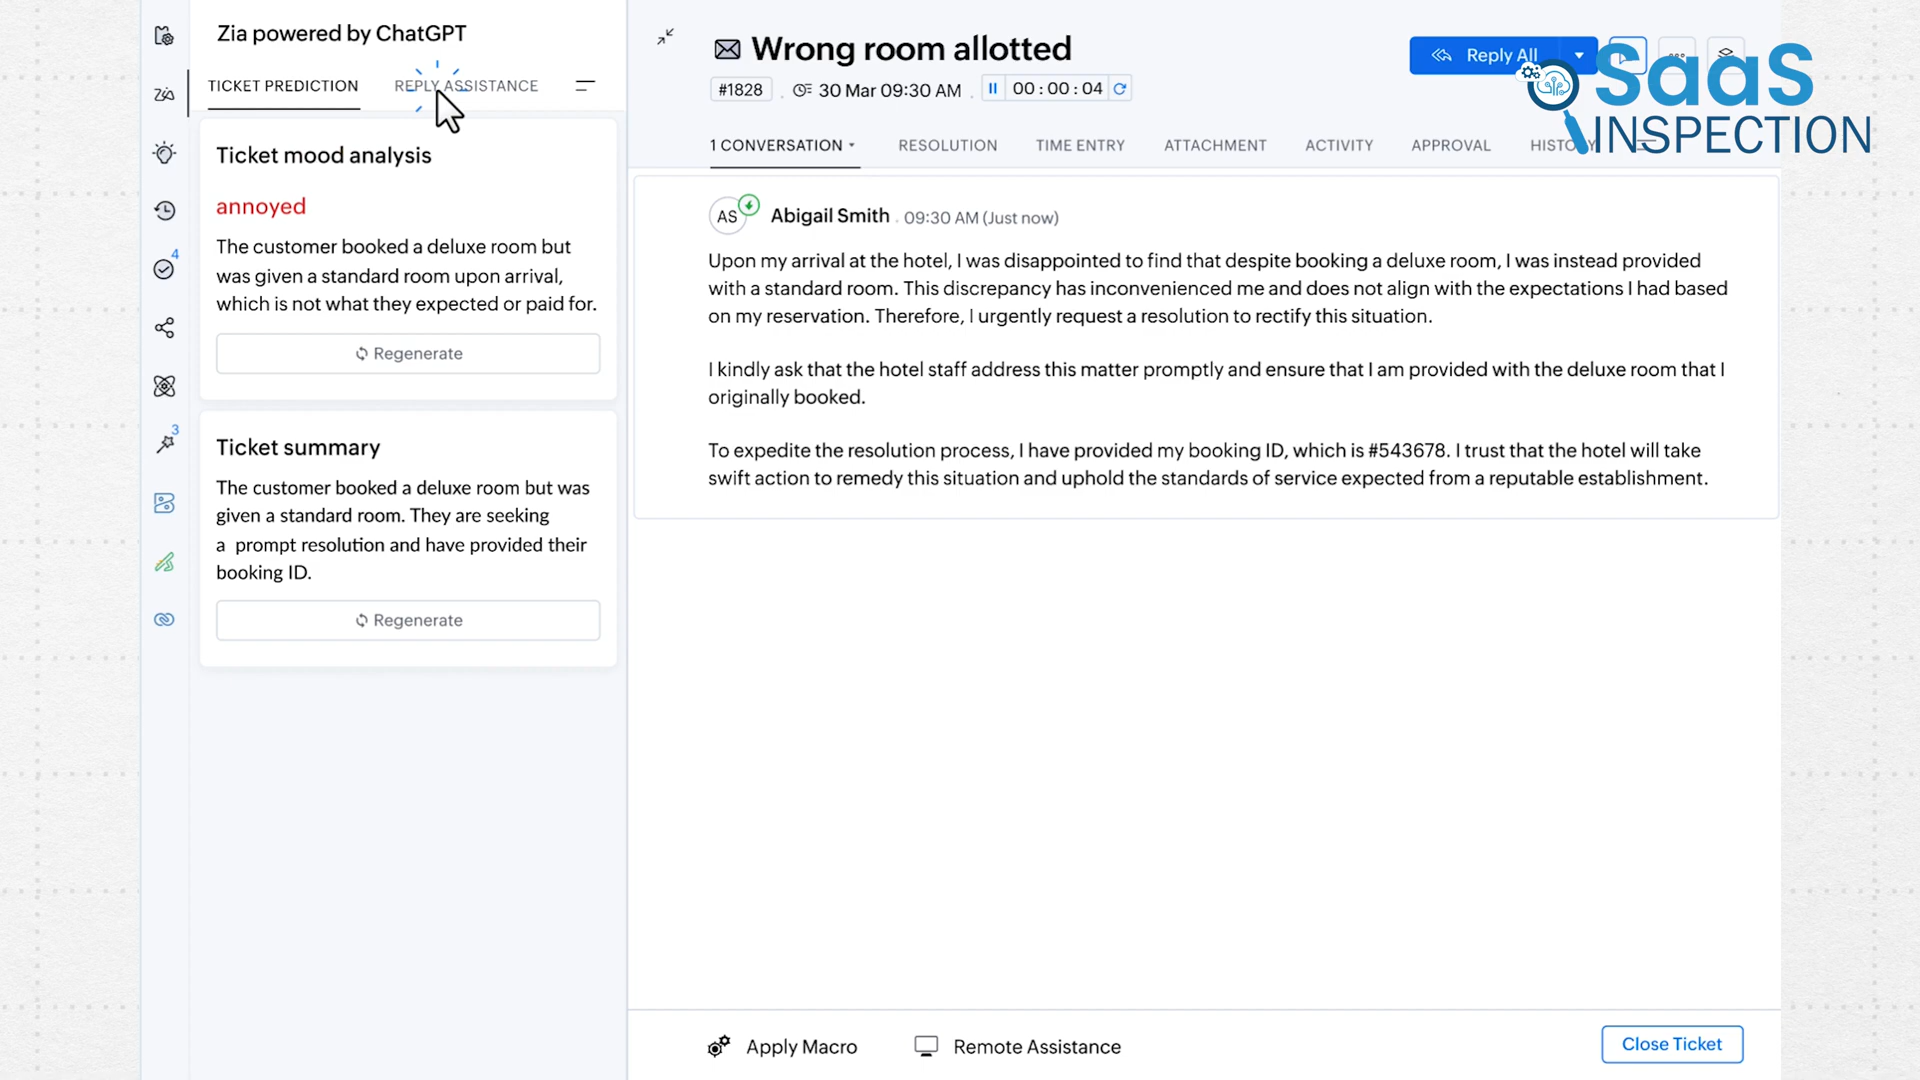 Zia powered by ChatGPT
TICKET PREDICTION
REPLY ASSISTANCE
Ticket mood analysis
annoyed
The customer booked a deluxe room but
was given a standard room upon arrival,
which is not what they expected or paid for.
Regenerate
Ticket summary
The customer booked a deluxe room but was
given a standard room. They are seeking
a prompt resolution and have provided their
booking ID.
Regenerate
Zia
4
3
Wrong room allotted
Reply All
#1828
30 Mar 09:30 AM
00 : 00 : 04
SaaS
INSPECTION
1 CONVERSATION
RESOLUTION
TIME ENTRY
ATTACHMENT
ACTIVITY
APPROVAL
HISTORY
AS
Abigail Smith
09:30 AM (Just now)
Upon my arrival at the hotel, I was disappointed to find that despite booking a deluxe room, I was instead provided
with a standard room. This discrepancy has inconvenienced me and does not align with the expectations I had based
on my reservation. Therefore, I urgently request a resolution to rectify this situation.
I kindly ask that the hotel staff address this matter promptly and ensure that I am provided with the deluxe room that I
originally booked.
To expedite the resolution process, I have provided my booking ID, which is #543678. I trust that the hotel will take
swift action to remedy this situation and uphold the standards of service expected from a reputable establishment.
Apply Macro
Remote Assistance
Close Ticket